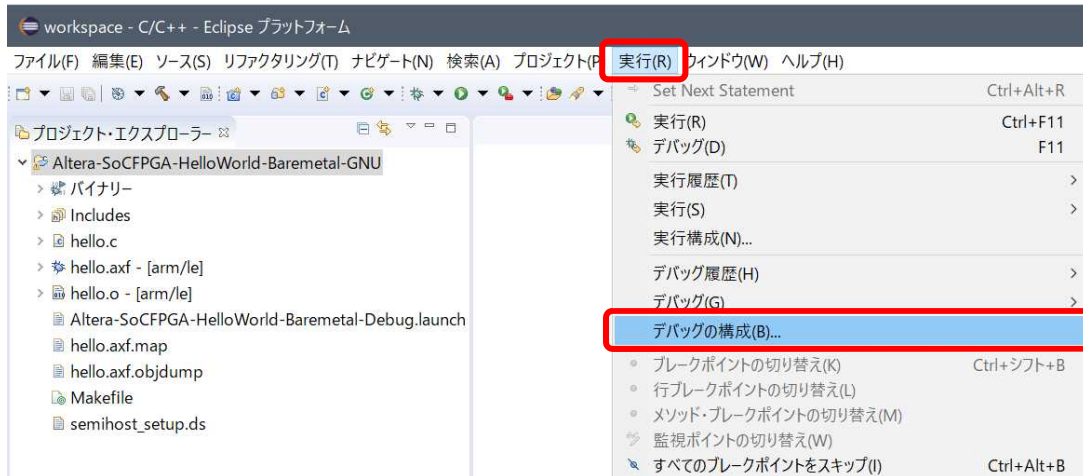 workspace - C/C++ - Eclipse プラットフォーム
ファイル(F) 編集(E) ソース(S) リファクタリング(T) ナビゲート(N) 検索(A) プロジェクト(P 実行(R) ウィンドウ(W) ヘルプ(H)
プロジェクト・エクスプローラー
Altera-SoCFPGA-HelloWorld-Baremetal-GNU
バイナリー
Includes
hello.c
hello.axf - [arm/le]
hello.o - [arm/le]
Altera-SoCFPGA-HelloWorld-Baremetal-Debug.launch
hello.axf.map
hello.axf.objdump
Makefile
semihost_setup.ds
Set Next Statement Ctrl+Alt+R
実行(R) Ctrl+F11
デバッグ(D) F11
実行履歴(T)
実行(S)
実行構成(N)...
デバッグ履歴(H)
デバッグ(G)
デバッグの構成(B)...
ブレークポイントの切り替え(K) Ctrl+シフト+B
行ブレークポイントの切り替え(L)
メソッド・ブレークポイントの切り替え(M)
監視ポイントの切り替え(W)
すべてのブレークポイントをスキップ(I) Ctrl+Alt+B